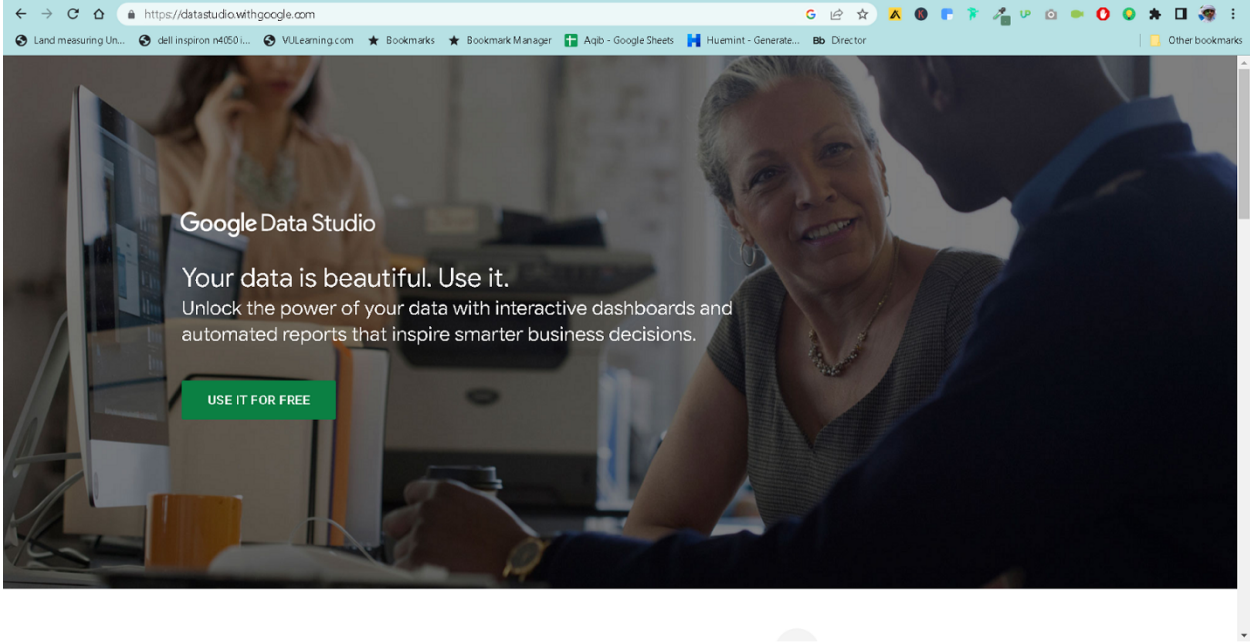 https://datastudio.withgoogle.com
Land measuring Un... dell inspiron n4050 i... VULearning.com Bookmarks Bookmark Manager Aqib - Google Sheets Huemint - Generate... Bb Director Other bookmarks
Google Data Studio
Your data is beautiful. Use it.
Unlock the power of your data with interactive dashboards and
automated reports that inspire smarter business decisions.
USE IT FOR FREE